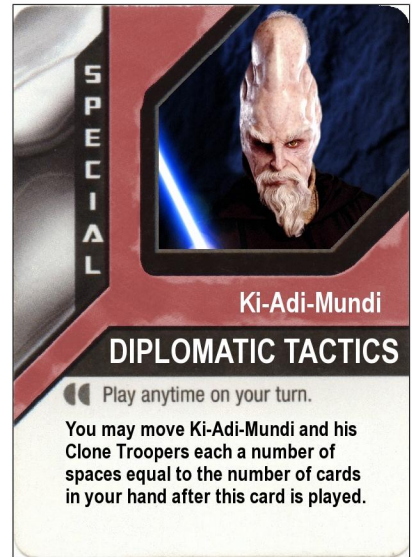 SPECIAL
Ki-Adi-Mundi
DIPLOMATIC TACTICS
Play anytime on your turn.
You may move Ki-Adi-Mundi and his
Clone Troopers each a number of
spaces equal to the number of cards
in your hand after this card is played.